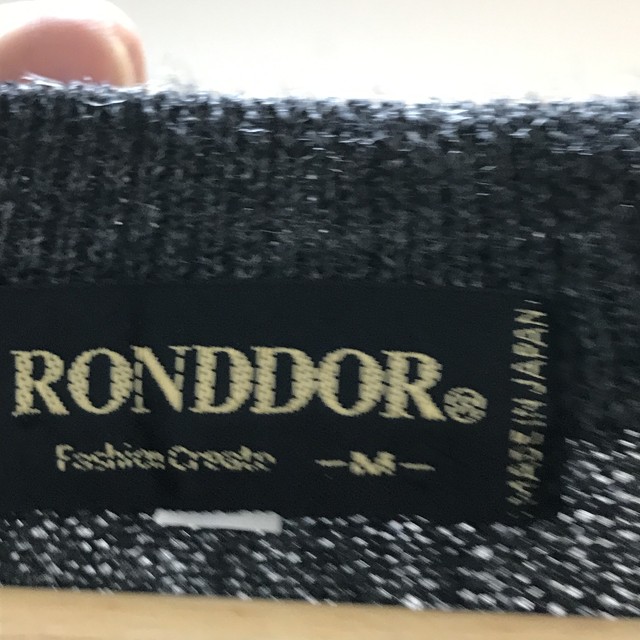 RONDDOR®
Fashion Create
—M—
MADE IN JAPAN